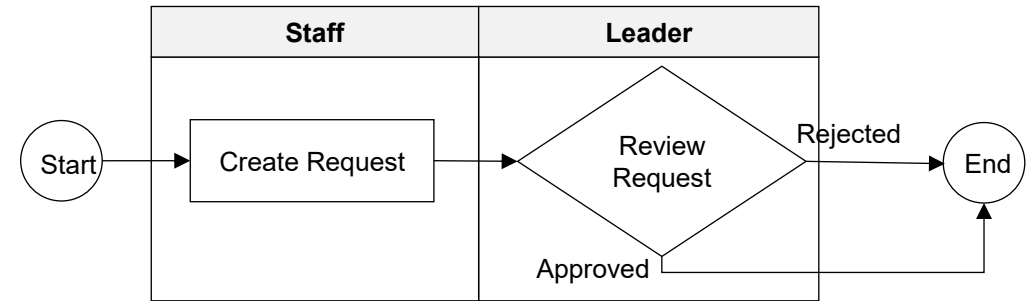 Staff
Leader
Start
Create Request
Review
Request
Rejected
End
Approved